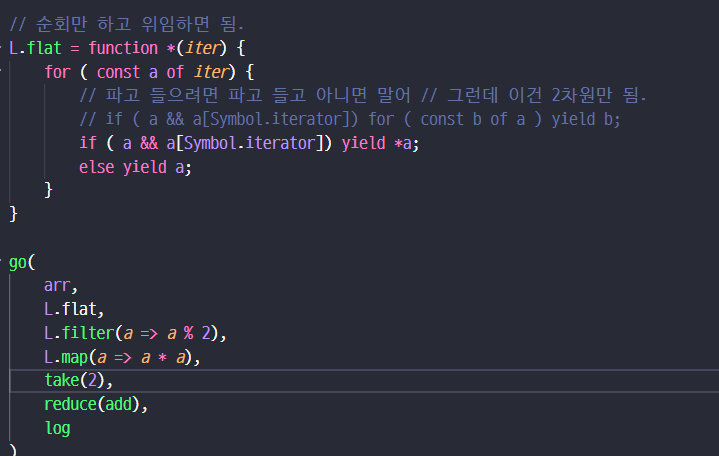 // 순회만 하고 위임하면 됨.
L.flat = function *(iter) {
for ( const a of iter) {
// 파고 들으려면 파고 들고 아니면 말어 // 그런데 이건 2차원만 됨.
// if ( a && a[Symbol.iterator]) for ( const b of a ) yield b;
if ( a && a[Symbol.iterator]) yield *a;
else yield a;
}
}
go(
arr,
L.flat,
L.filter(a => a % 2),
L.map(a => a * a),
take(2),
reduce(add),
log
)